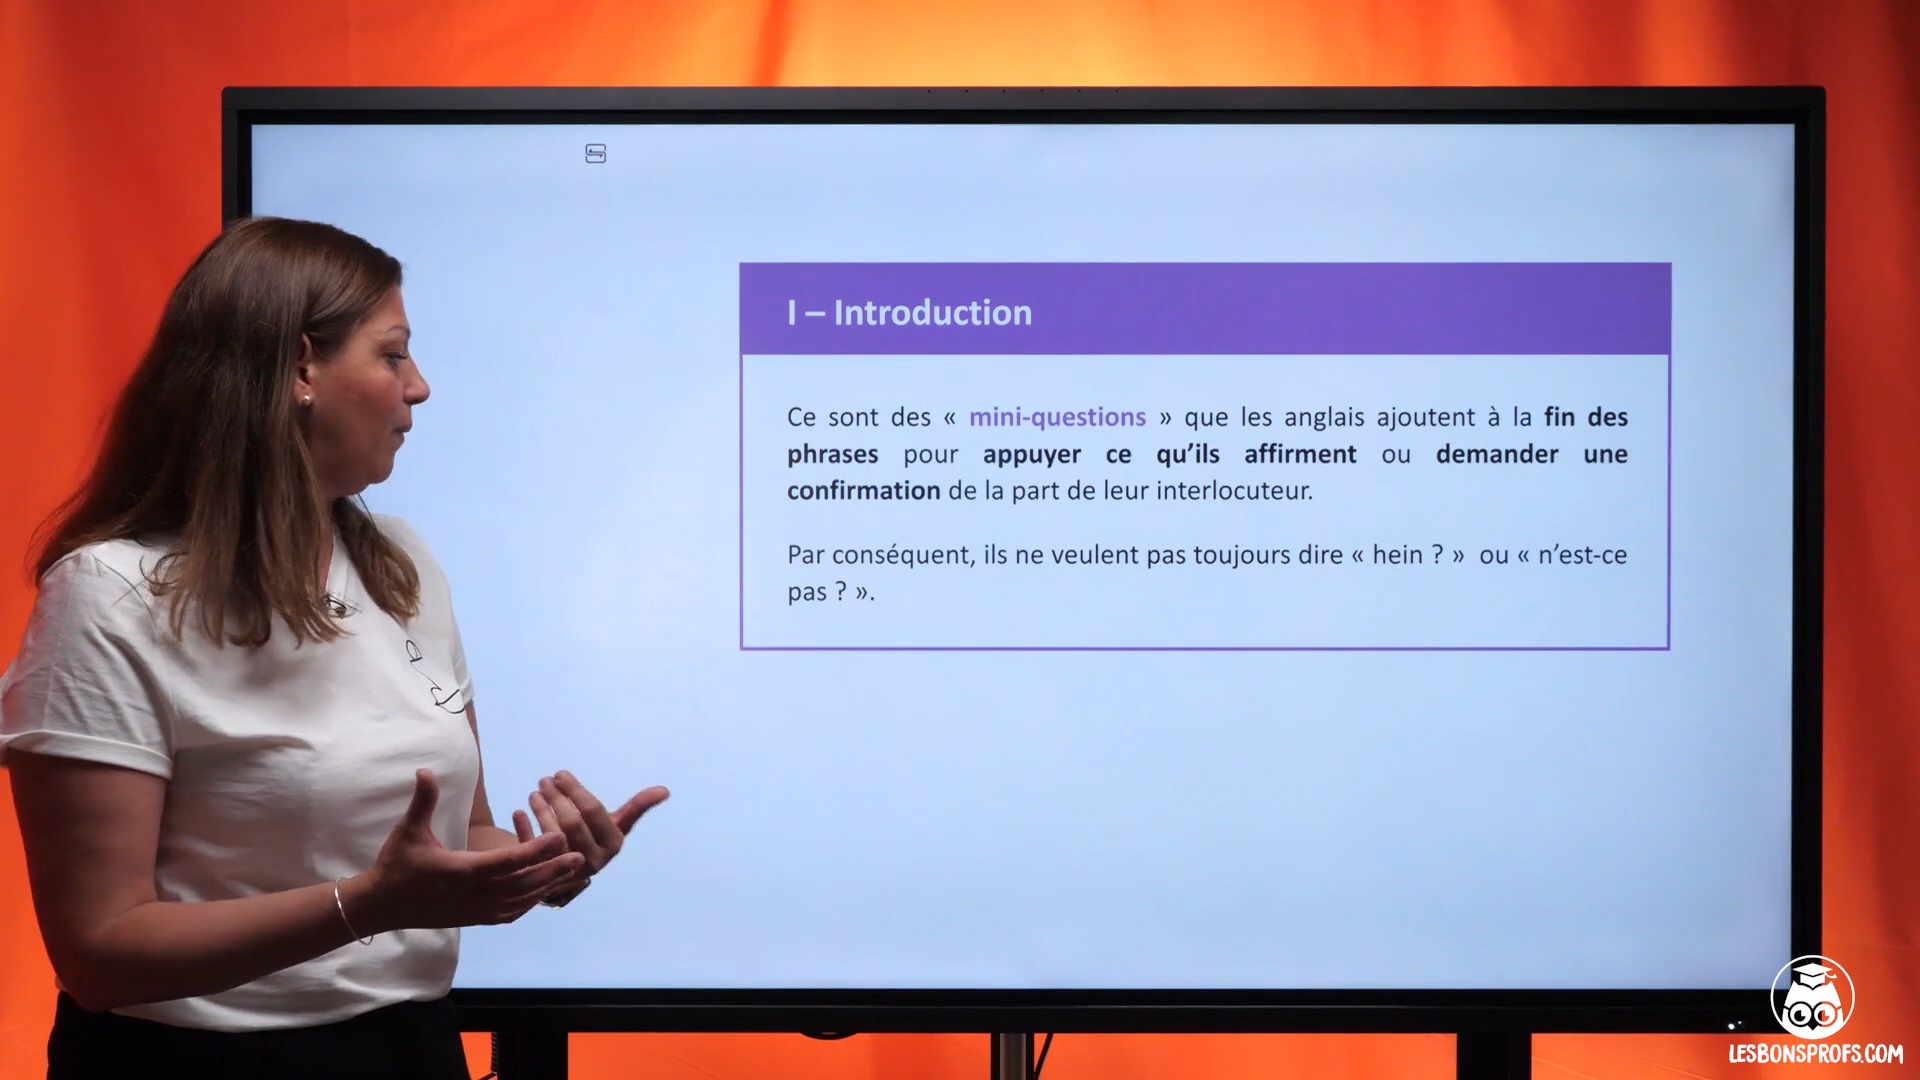 I – Introduction
Ce sont des « mini-questions » que les anglais ajoutent à la fin des
phrases pour appuyer ce qu’ils affirment ou demander une
confirmation de la part de leur interlocuteur.
Par conséquent, ils ne veulent pas toujours dire « hein ? » ou « n’est-ce
pas ? ».
LESBONSPROFS.COM